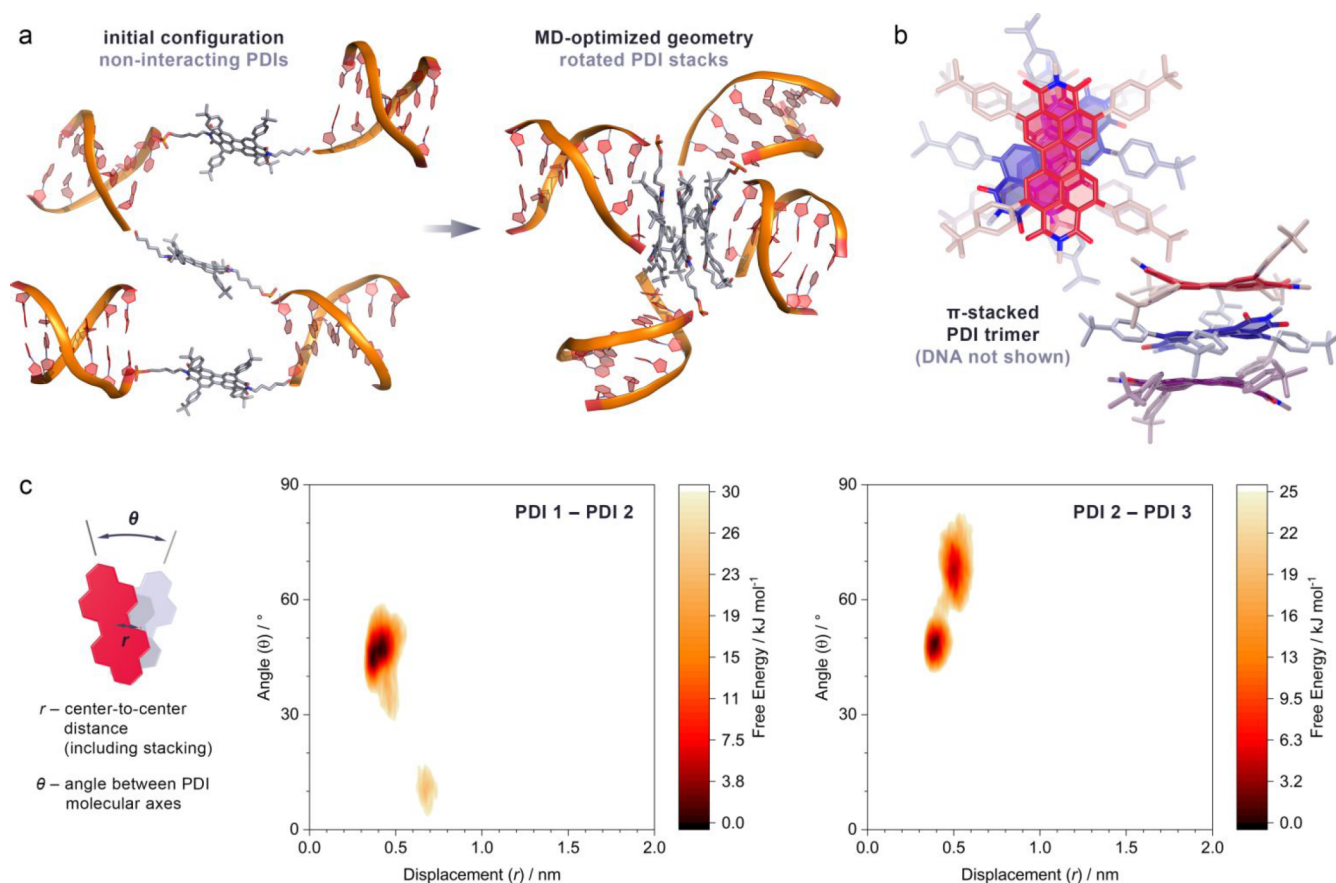 a
initial configuration
non-interacting PDIs
MD-optimized geometry
rotated PDI stacks
b
π-stacked
PDI trimer
(DNA not shown)
c
θ
r
r – center-to-center
distance
(including stacking)
θ – angle between PDI
molecular axes
PDI 1 – PDI 2
Angle (θ) / °
90
60
30
0
0.0 0.5 1.0 1.5 2.0
Displacement (r) / nm
30
26
23
19
15
11
7.5
3.8
0.0
Free Energy / kJ mol⁻¹
PDI 2 – PDI 3
Angle (θ) / °
90
60
30
0
0.0 0.5 1.0 1.5 2.0
Displacement (r) / nm
25
22
19
16
13
9.5
6.3
3.2
0.0
Free Energy / kJ mol⁻¹